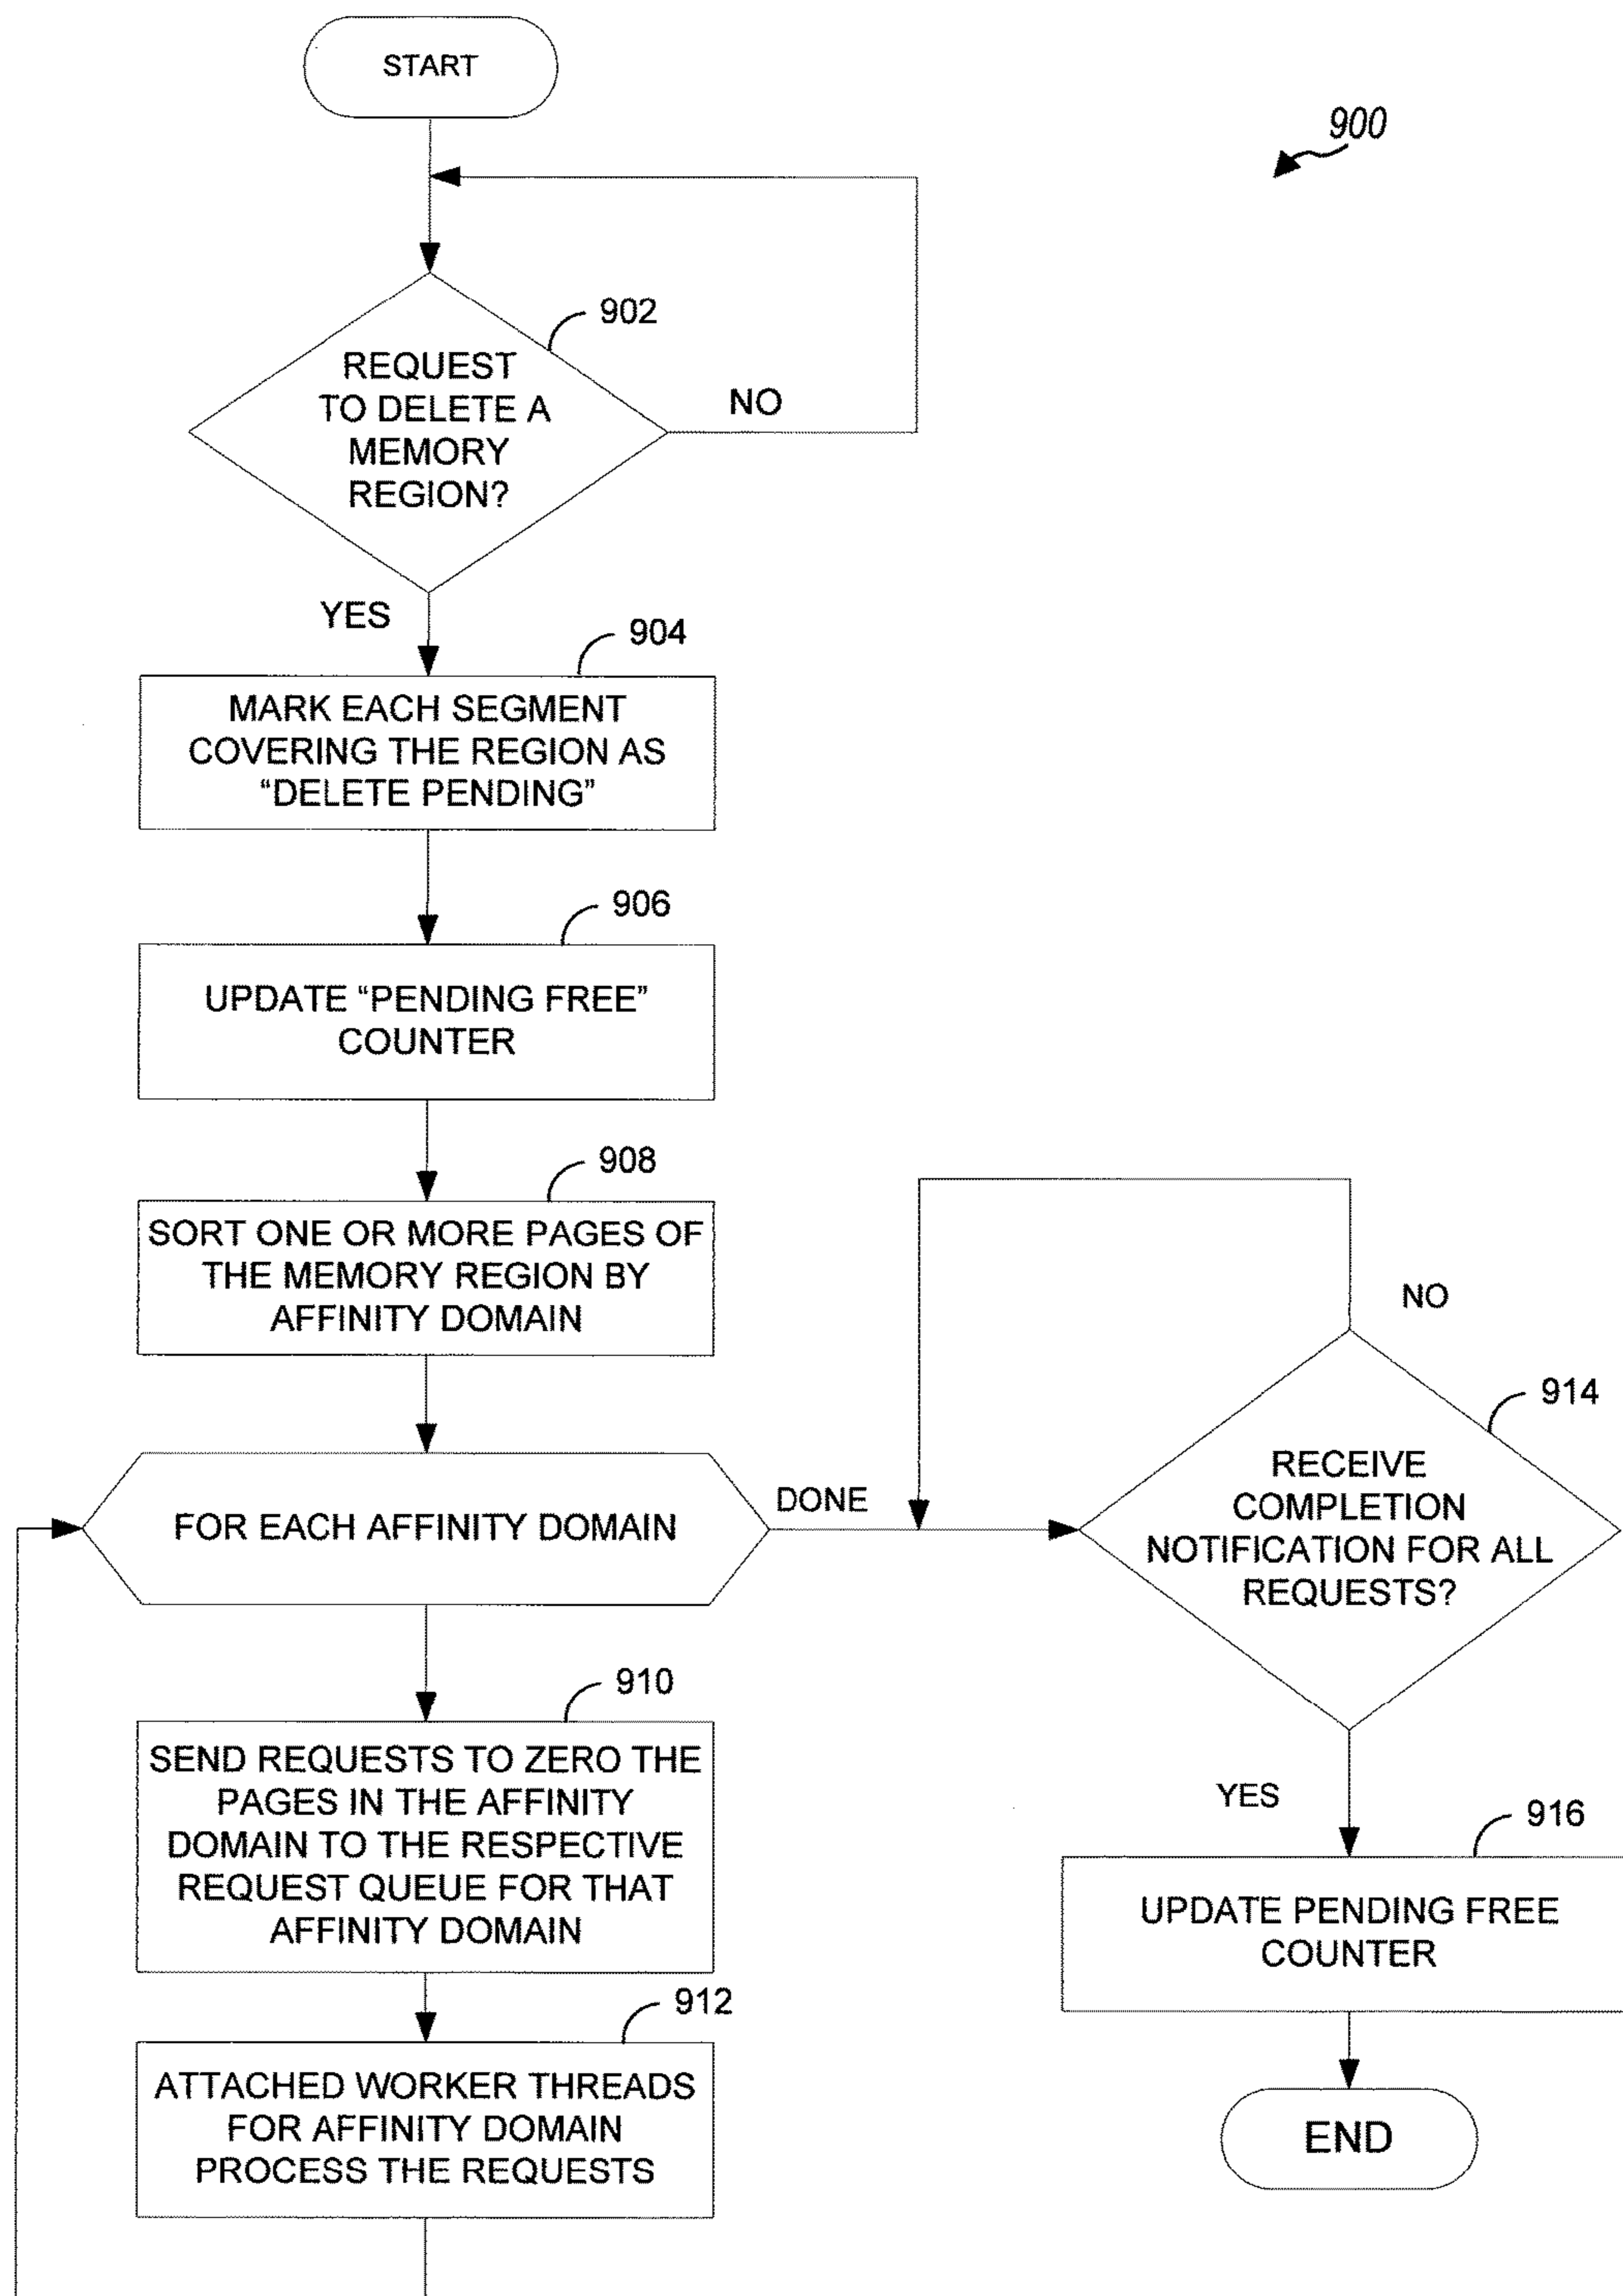 START
900
902
REQUEST
TO DELETE A
MEMORY
REGION?
NO
YES
904
MARK EACH SEGMENT
COVERING THE REGION AS
“DELETE PENDING”
906
UPDATE “PENDING FREE”
COUNTER
908
SORT ONE OR MORE PAGES OF
THE MEMORY REGION BY
AFFINITY DOMAIN
FOR EACH AFFINITY DOMAIN
DONE
910
SEND REQUESTS TO ZERO THE
PAGES IN THE AFFINITY
DOMAIN TO THE RESPECTIVE
REQUEST QUEUE FOR THAT
AFFINITY DOMAIN
912
ATTACHED WORKER THREADS
FOR AFFINITY DOMAIN
PROCESS THE REQUESTS
NO
914
RECEIVE
COMPLETION
NOTIFICATION FOR ALL
REQUESTS?
YES
916
UPDATE PENDING FREE
COUNTER
END